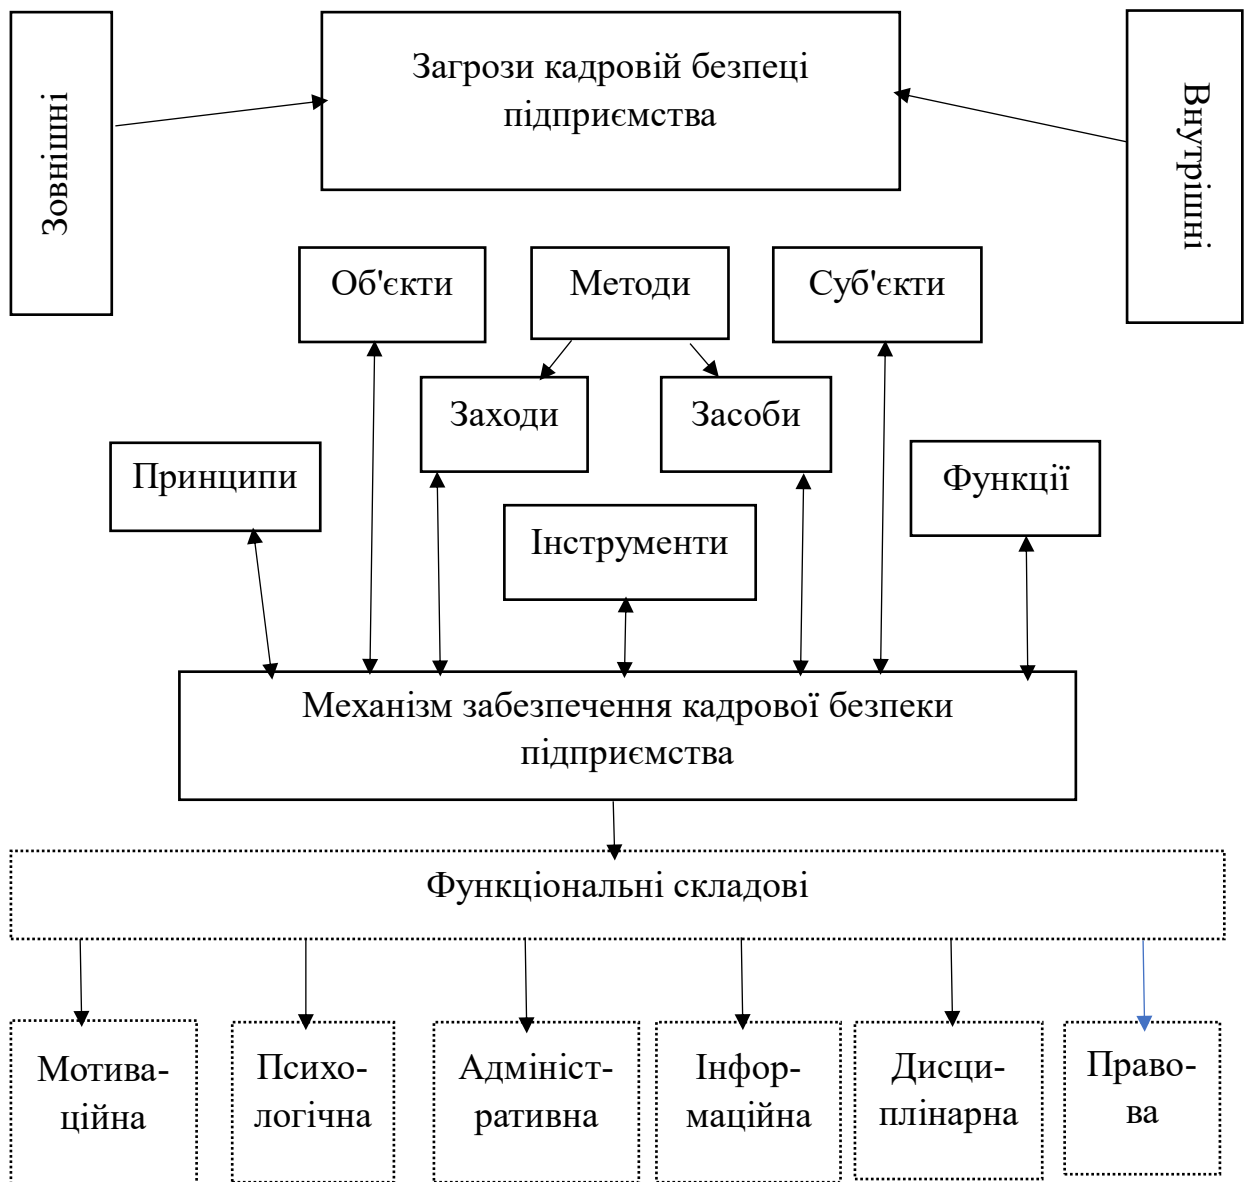 Зовнішні
Загрози кадровій безпеці
підприємства
Внутрішні
Об'єкти
Методи
Суб'єкти
Заходи
Засоби
Принципи
Функції
Інструменти
Механізм забезпечення кадрової безпеки
підприємства
Функціональні складові
Мотива-
ційна
Психо-
логічна
Адмініст-
ративна
Інфор-
маційна
Дисци-
плінарна
Право-
ва